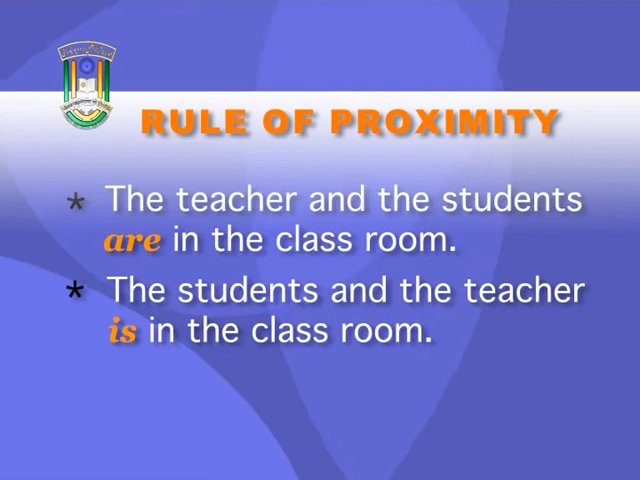 RULE OF PROXIMITY
* The teacher and the students
are in the class room.
* The students and the teacher
is in the class room.